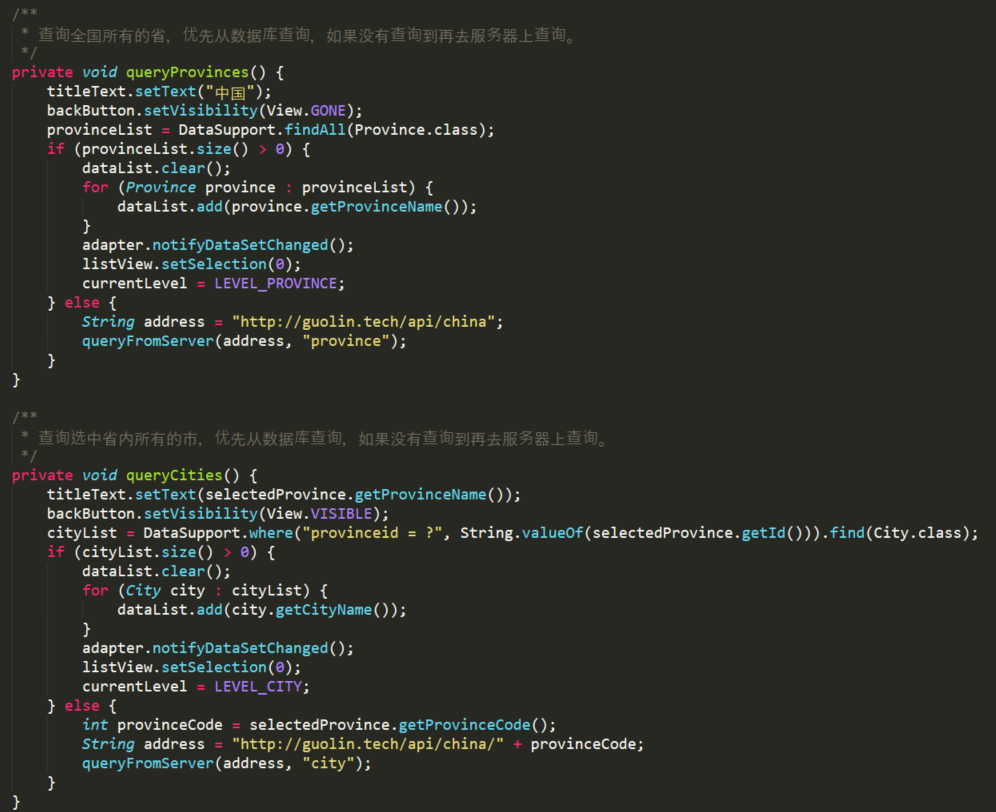 /**
 * 查询全国所有的省，优先从数据库查询，如果没有查询到再去服务器上查询。
 */
private void queryProvinces() {
    titleText.setText("中国");
    backButton.setVisibility(View.GONE);
    provinceList = DataSupport.findAll(Province.class);
    if (provinceList.size() > 0) {
        dataList.clear();
        for (Province province : provinceList) {
            dataList.add(province.getProvinceName());
        }
        adapter.notifyDataSetChanged();
        listView.setSelection(0);
        currentLevel = LEVEL_PROVINCE;
    } else {
        String address = "http://guolin.tech/api/china";
        queryFromServer(address, "province");
    }
}

/**
 * 查询选中省内所有的市，优先从数据库查询，如果没有查询到再去服务器上查询。
 */
private void queryCities() {
    titleText.setText(selectedProvince.getProvinceName());
    backButton.setVisibility(View.VISIBLE);
    cityList = DataSupport.where("provinceid = ?", String.valueOf(selectedProvince.getId())).find(City.class);
    if (cityList.size() > 0) {
        dataList.clear();
        for (City city : cityList) {
            dataList.add(city.getCityName());
        }
        adapter.notifyDataSetChanged();
        listView.setSelection(0);
        currentLevel = LEVEL_CITY;
    } else {
        int provinceCode = selectedProvince.getProvinceCode();
        String address = "http://guolin.tech/api/china/" + provinceCode;
        queryFromServer(address, "city");
    }
}